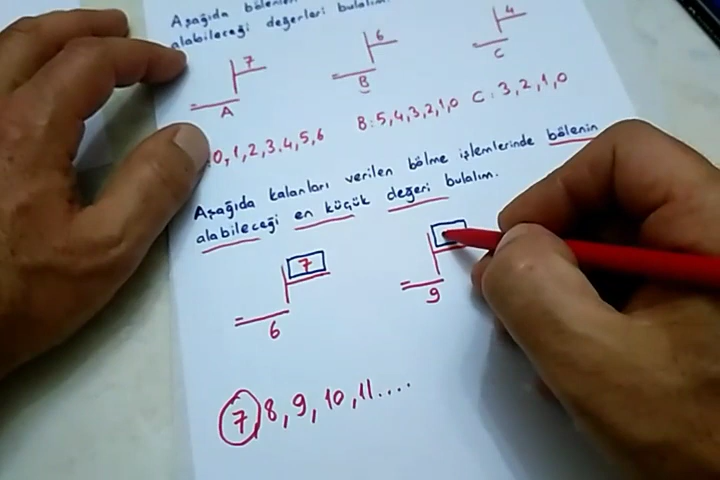 Aşağıda bölenleri
alabileceği değerleri bulalım.
7 6 4
A B C
0,1,2,3,4,5,6 B:5,4,3,2,1,0 C:3,2,1,0
Aşağıda kalanları verilen bölme işlemlerinde bölenin
alabileceği en küçük değeri bulalım.
7
6 9
7,8,9,10,11....